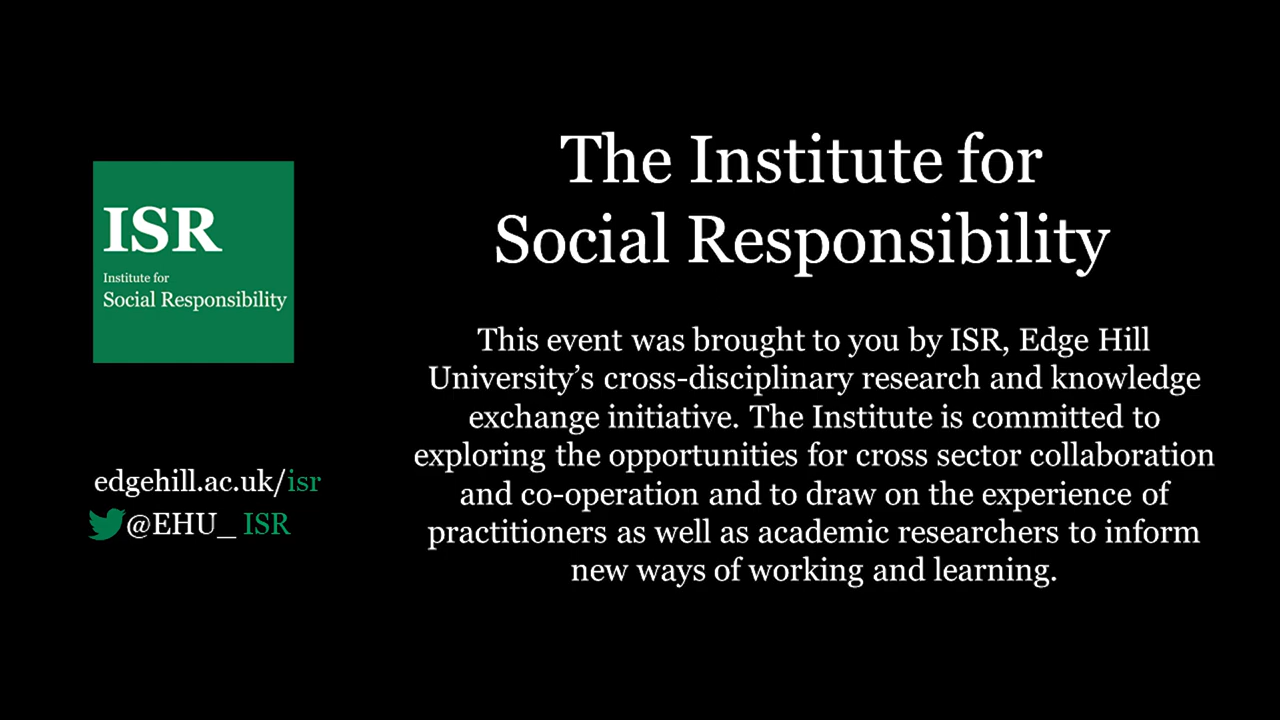 ISR
Institute for
Social Responsibility
edgehill.ac.uk/isr
@EHU_ ISR
The Institute for
Social Responsibility
This event was brought to you by ISR, Edge Hill
University’s cross-disciplinary research and knowledge
exchange initiative. The Institute is committed to
exploring the opportunities for cross sector collaboration
and co-operation and to draw on the experience of
practitioners as well as academic researchers to inform
new ways of working and learning.